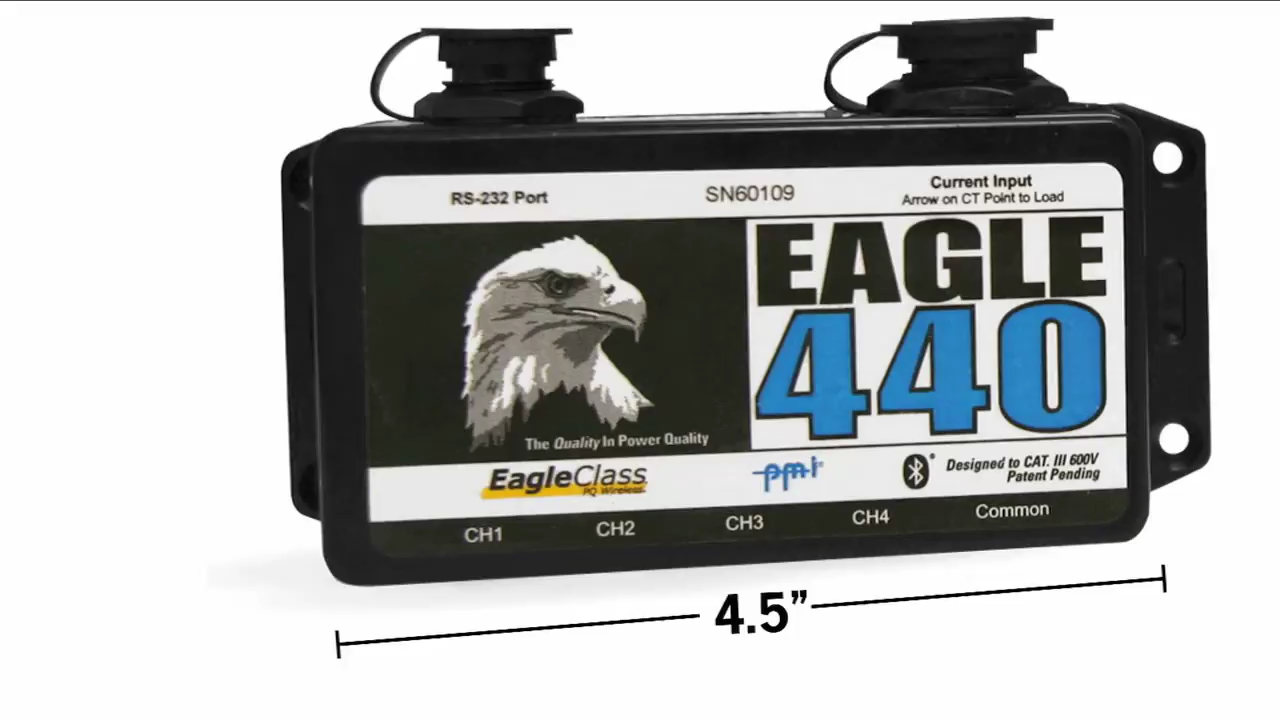 RS-232 Port
SN60109
Current Input
Arrow on CT Point to Load
EAGLE
440
The Quality In Power Quality
EagleClass
PQ Wireless
pmi
Designed to CAT. III 600V
Patent Pending
CH1 CH2 CH3 CH4 Common
4.5”